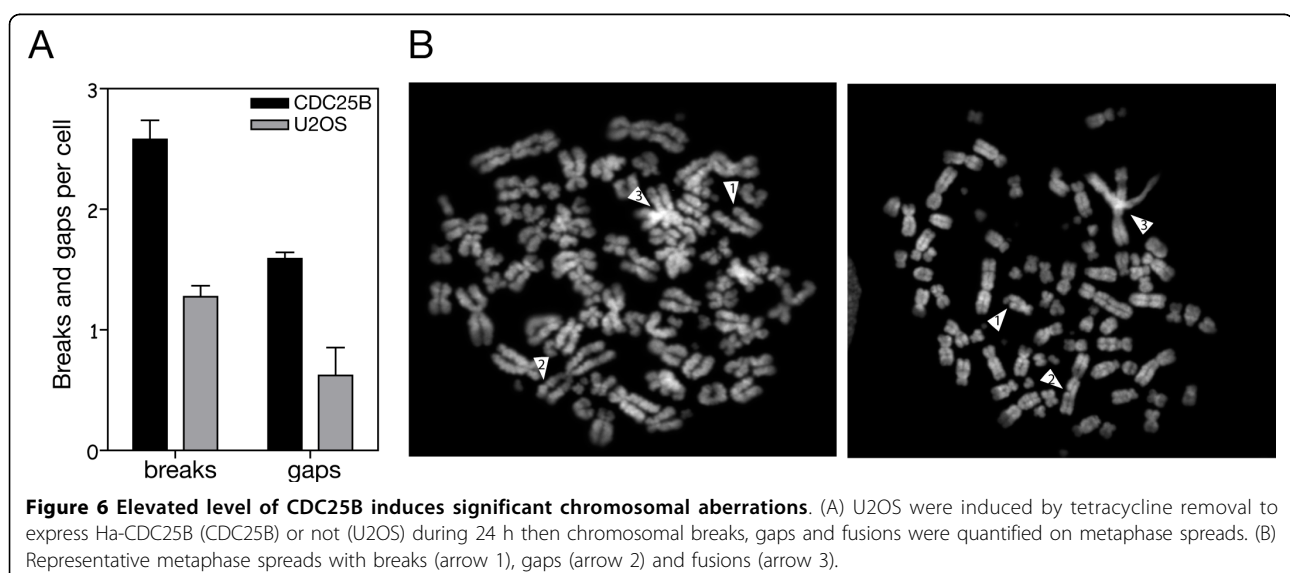 A
B
3
2
1
0
Breaks and gaps per cell
CDC25B
U2OS
breaks
gaps
1
3
2
3
1
2
Figure 6 Elevated level of CDC25B induces significant chromosomal aberrations. (A) U2OS were induced by tetracycline removal to
express Ha-CDC25B (CDC25B) or not (U2OS) during 24 h then chromosomal breaks, gaps and fusions were quantified on metaphase spreads. (B)
Representative metaphase spreads with breaks (arrow 1), gaps (arrow 2) and fusions (arrow 3).